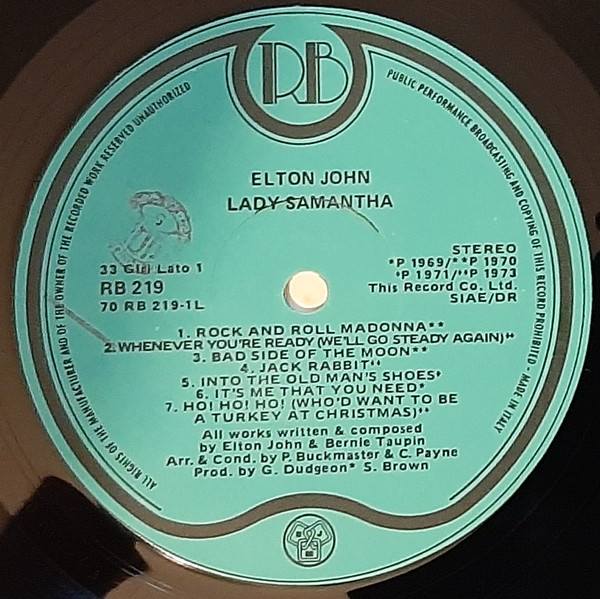 RB
ALL RIGHTS OF THE MANUFACTURER AND OF THE OWNER OF THE RECORDED WORK RESERVED UNAUTHORIZED
PUBLIC PERFORMANCE BROADCASTING AND COPYING OF THIS RECORD PROHIBITED - MADE IN ITALY
ELTON JOHN
LADY SAMANTHA
33 Giri Lato 1
RB 219
70 RB 219-1L
STEREO
*P 1969/**P 1970
*P 1971/**P 1973
This Record Co. Ltd.
SIAE/DR
1. ROCK AND ROLL MADONNA**
2. WHENEVER YOU'RE READY (WE'LL GO STEADY AGAIN)**
3. BAD SIDE OF THE MOON**
4. JACK RABBIT**
5. INTO THE OLD MAN'S SHOES*
6. IT'S ME THAT YOU NEED*
7. HO! HO! HO! (WHO'D WANT TO BE
A TURKEY AT CHRISTMAS)**
All works written & composed
by Elton John & Bernie Taupin
Arr. & Cond. by P. Buckmaster & C. Payne
Prod. by G. Dudgeon* S. Brown